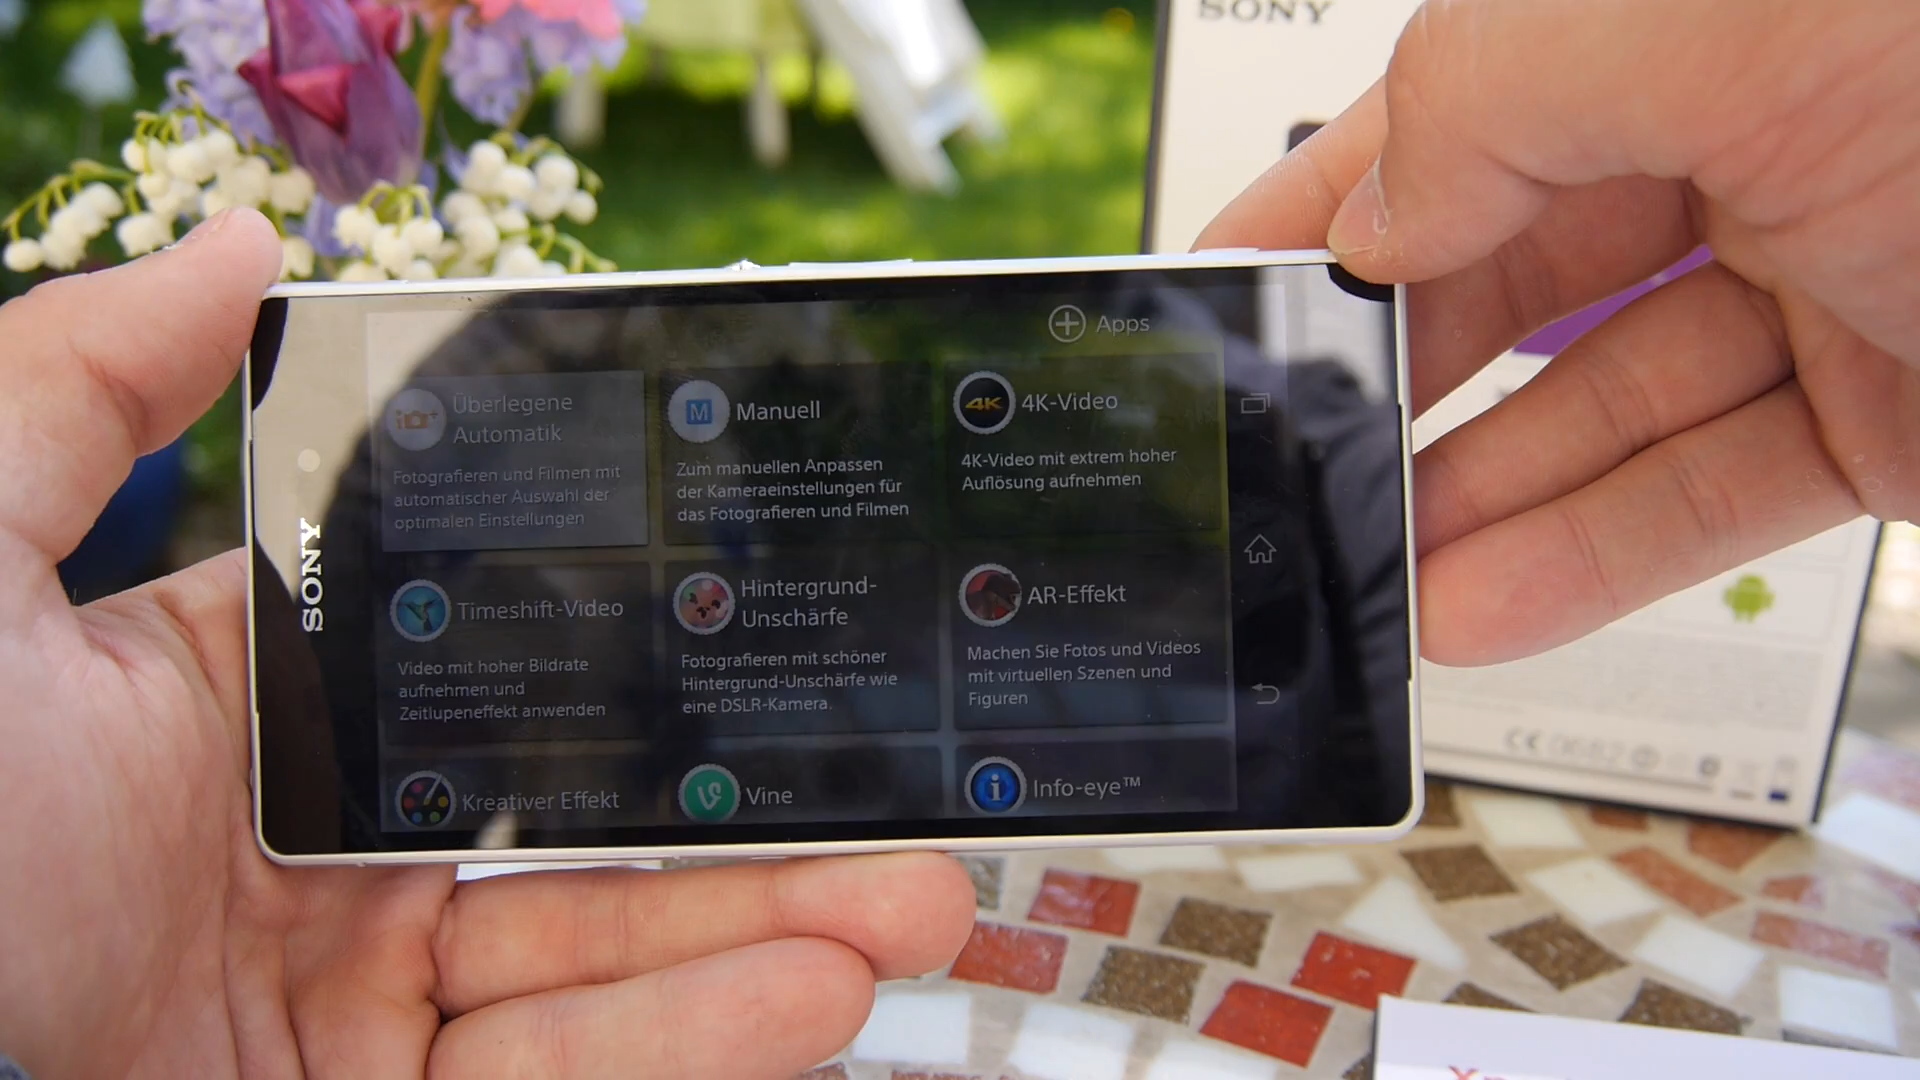 SONY
Apps
Überlegene
Automatik
Fotografieren und Filmen mit
automatischer Auswahl der
optimalen Einstellungen
M
Manuell
Zum manuellen Anpassen
der Kameraeinstellungen für
das Fotografieren und Filmen
4K
4K-Video
4K-Video mit extrem hoher
Auflösung aufnehmen
SONY
Timeshift-Video
Video mit hoher Bildrate
aufnehmen und
Zeitlupeneffekt anwenden
Hintergrund-
Unschärfe
Fotografieren mit schöner
Hintergrund-Unschärfe wie
eine DSLR-Kamera.
AR-Effekt
Machen Sie Fotos und Videos
mit virtuellen Szenen und
Figuren
Kreativer Effekt
Vine
Info-eye™
CE 0682